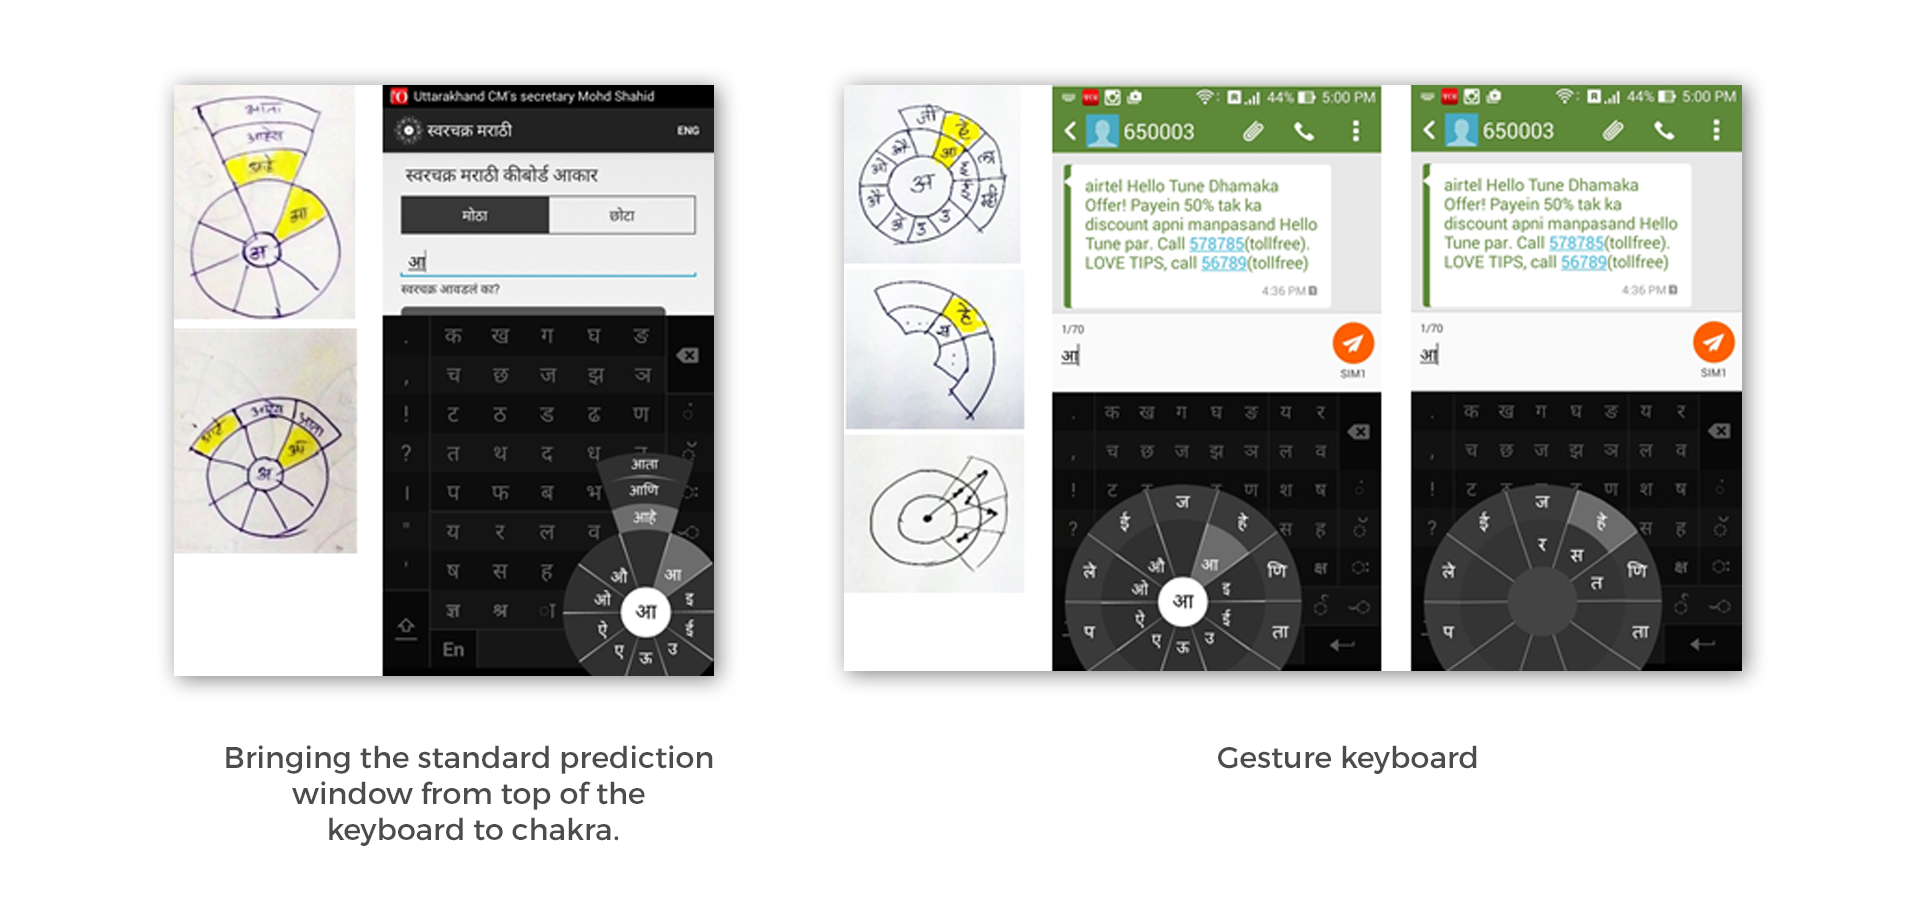 आता
आहेस
आहे
आ
अ
आहे
आहेस
आता
आ
अ
Uttarakhand CM's secretary Mohd Shahid
स्वरचक्र मराठी
ENG
स्वरचक्र मराठी कीबोर्ड आकार
मोठा छोटा
आ
स्वरचक्र आवडलं का?
. क ख ग घ ङ
, च छ ज झ ञ
! ट ठ ड ढ ण
? त थ द ध
। प फ ब भ
" य र ल व
' ष स ह
ज्ञ श्र ा
En
आता
आणि
आहे
औ आ
ओ आ इ
ऐ ई
ए ऊ उ
जी हे
आ
अ
हे
स
44% 5:00 PM
650003
airtel Hello Tune Dhamaka
Offer! Payein 50% tak ka
discount apni manpasand Hello
Tune par. Call 578785(tollfree).
LOVE TIPS, call 56789(tollfree)
4:36 PM
1/70
आ
SIM1
. क ख ग घ ङ य र
, च छ ज झ ञ ल व
! ट ण श ष
? स ह
क्ष
ज
ई हे
ले औ आ णि
ओ आ इ
प ऐ ई ता
ए ऊ उ
44% 5:00 PM
650003
airtel Hello Tune Dhamaka
Offer! Payein 50% tak ka
discount apni manpasand Hello
Tune par. Call 578785(tollfree).
LOVE TIPS, call 56789(tollfree)
4:36 PM
1/70
आ
SIM1
. क ख ग घ ङ य र
, च छ ज झ ञ ल व
! ट ण श ष
? स ह
क्ष
ज
ई हे
र स
ले त णि
प ता
Bringing the standard prediction
window from top of the
keyboard to chakra.
Gesture keyboard